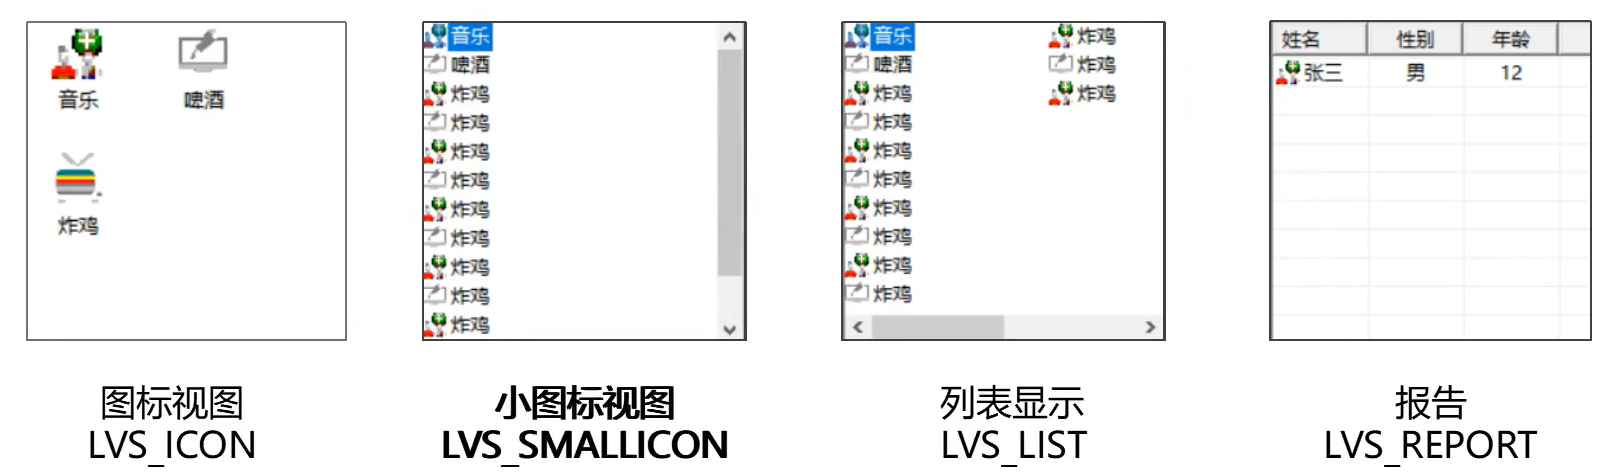 音乐
啤酒
炸鸡
图标视图
LVS_ICON
音乐
啤酒
炸鸡
炸鸡
炸鸡
炸鸡
炸鸡
炸鸡
炸鸡
炸鸡
炸鸡
小图标视图
LVS_SMALLICON
音乐
啤酒
炸鸡
炸鸡
炸鸡
炸鸡
炸鸡
炸鸡
炸鸡
炸鸡
炸鸡
炸鸡
炸鸡
列表显示
LVS_LIST
姓名 性别 年龄
张三 男 12
报告
LVS_REPORT